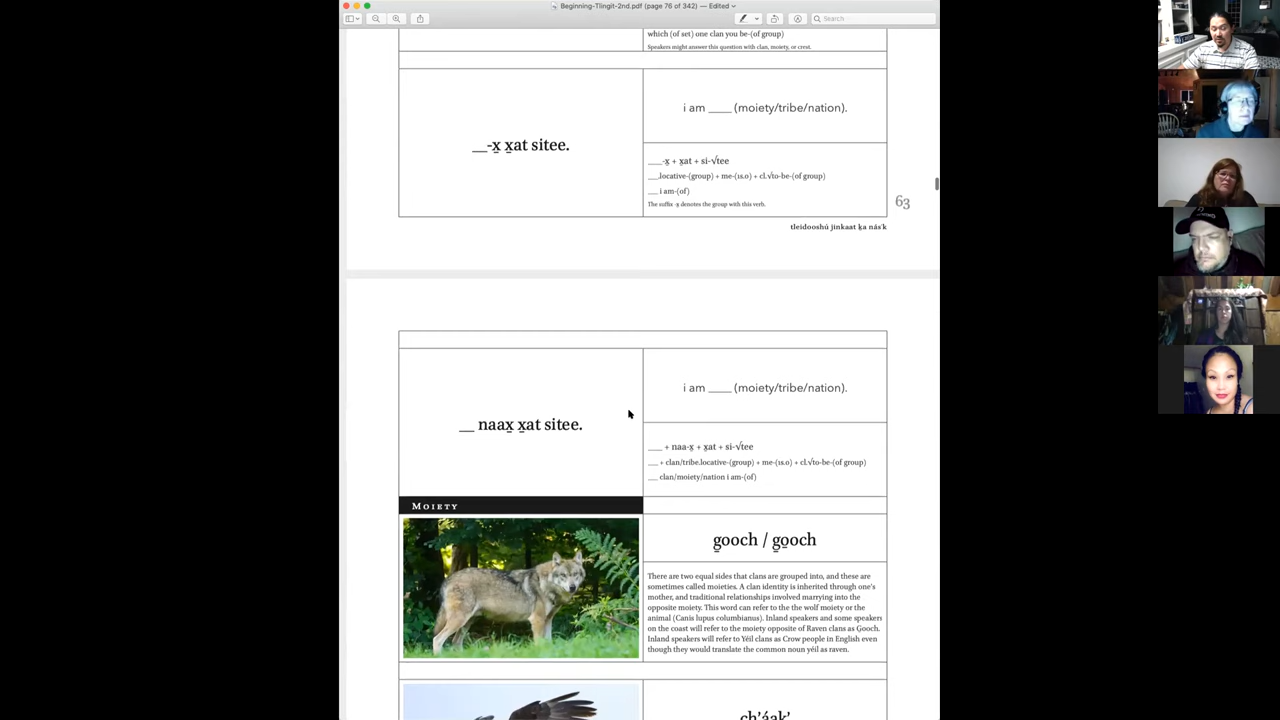 Beginning-Tlingit-2nd.pdf (page 76 of 342) — Edited
Search
which (of set) one clan you be-(of group)
Speakers might answer this question with clan, moiety, or crest.
__-x̱ x̱at sitee.
i am ____ (moiety/tribe/nation).
___-x̱ + x̱at + si-√tee
___.locative-(group) + me-(1s.o) + cl.√to-be-(of group)
__ i am-(of)
The suffix -x̱ denotes the group with this verb.
63
tleidooshú jinkaat ḵa nás'k
__ naax̱ x̱at sitee.
i am ____ (moiety/tribe/nation).
___ + naa-x̱ + x̱at + si-√tee
__ + clan/tribe.locative-(group) + me-(1s.o) + cl.√to-be-(of group)
__ clan/moiety/nation i am-(of)
Moiety
g̱ooch / g̱o̱och
There are two equal sides that clans are grouped into, and these are
sometimes called moieties. A clan identity is inherited through one's
mother, and traditional relationships involved marrying into the
opposite moiety. This word can refer to the the wolf moiety or the
animal (Canis lupus columbianus). Inland speakers and some speakers
on the coast will refer to the moiety opposite of Raven clans as G̱ooch.
Inland speakers will refer to Yéil clans as Crow people in English even
though they would translate the common noun yéil as raven.
ch'áak'